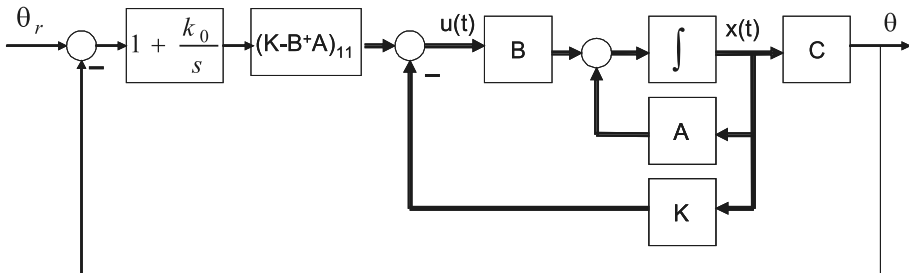 θr
1 + k0/s
(K-B+A)11
u(t)
B
∫
x(t)
C
θ
A
K